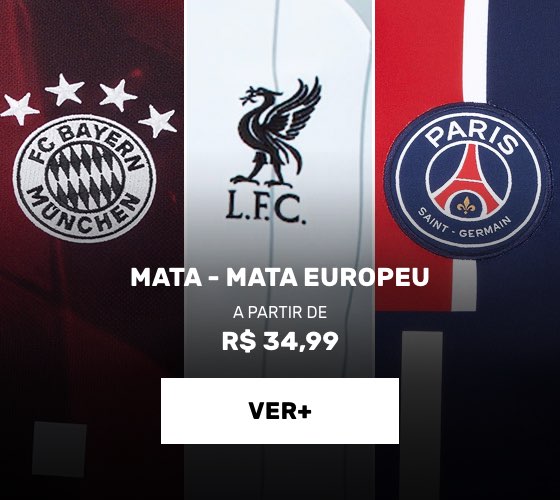 FC BAYERN
MÜNCHEN
L.F.C.
PARIS
SAINT - GERMAIN
MATA - MATA EUROPEU
A PARTIR DE
R$ 34,99
VER+